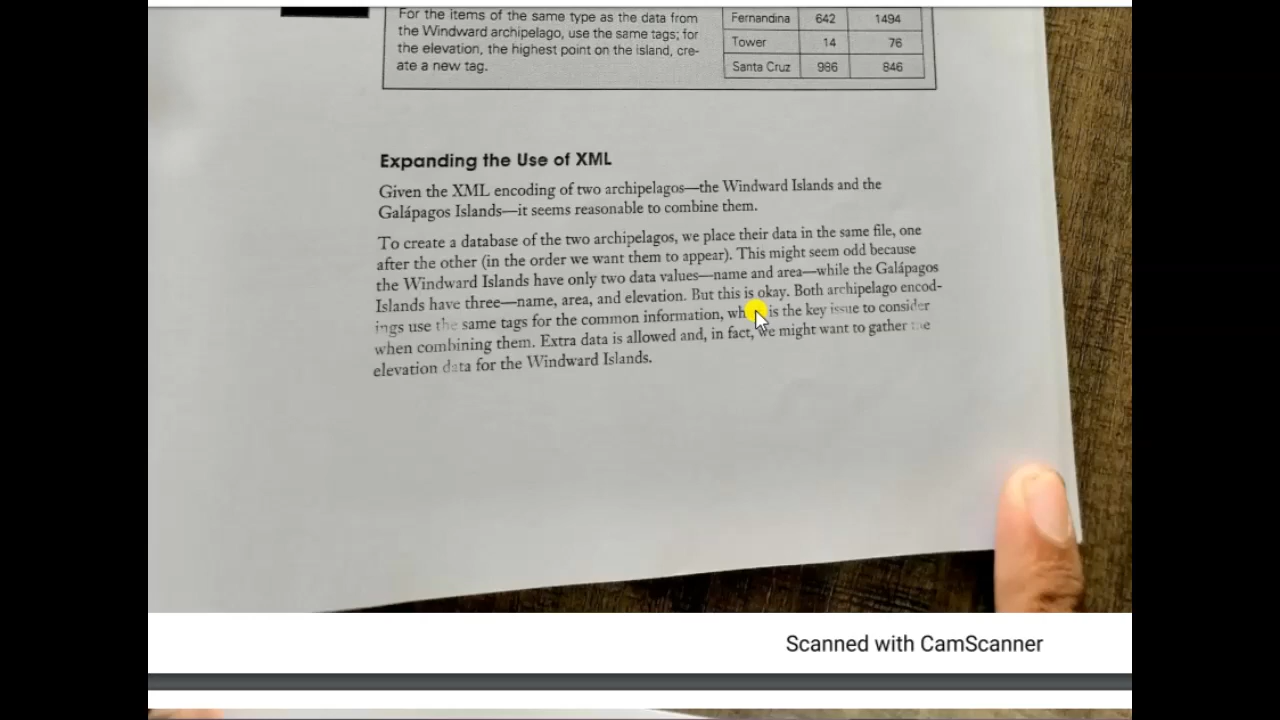 For the items of the same type as the data from
the Windward archipelago, use the same tags; for
the elevation, the highest point on the island, cre-
ate a new tag.
Fernandina 642 1494
Tower 14 76
Santa Cruz 986 846
Expanding the Use of XML
Given the XML encoding of two archipelagos—the Windward Islands and the
Galápagos Islands—it seems reasonable to combine them.
To create a database of the two archipelagos, we place their data in the same file, one
after the other (in the order we want them to appear). This might seem odd because
the Windward Islands have only two data values—name and area—while the Galápagos
Islands have three—name, area, and elevation. But this is okay. Both archipelago encod-
ings use the same tags for the common information, is the key issue to consider
when combining them. Extra data is allowed and, in fact, we might want to gather the
elevation data for the Windward Islands.
Scanned with CamScanner